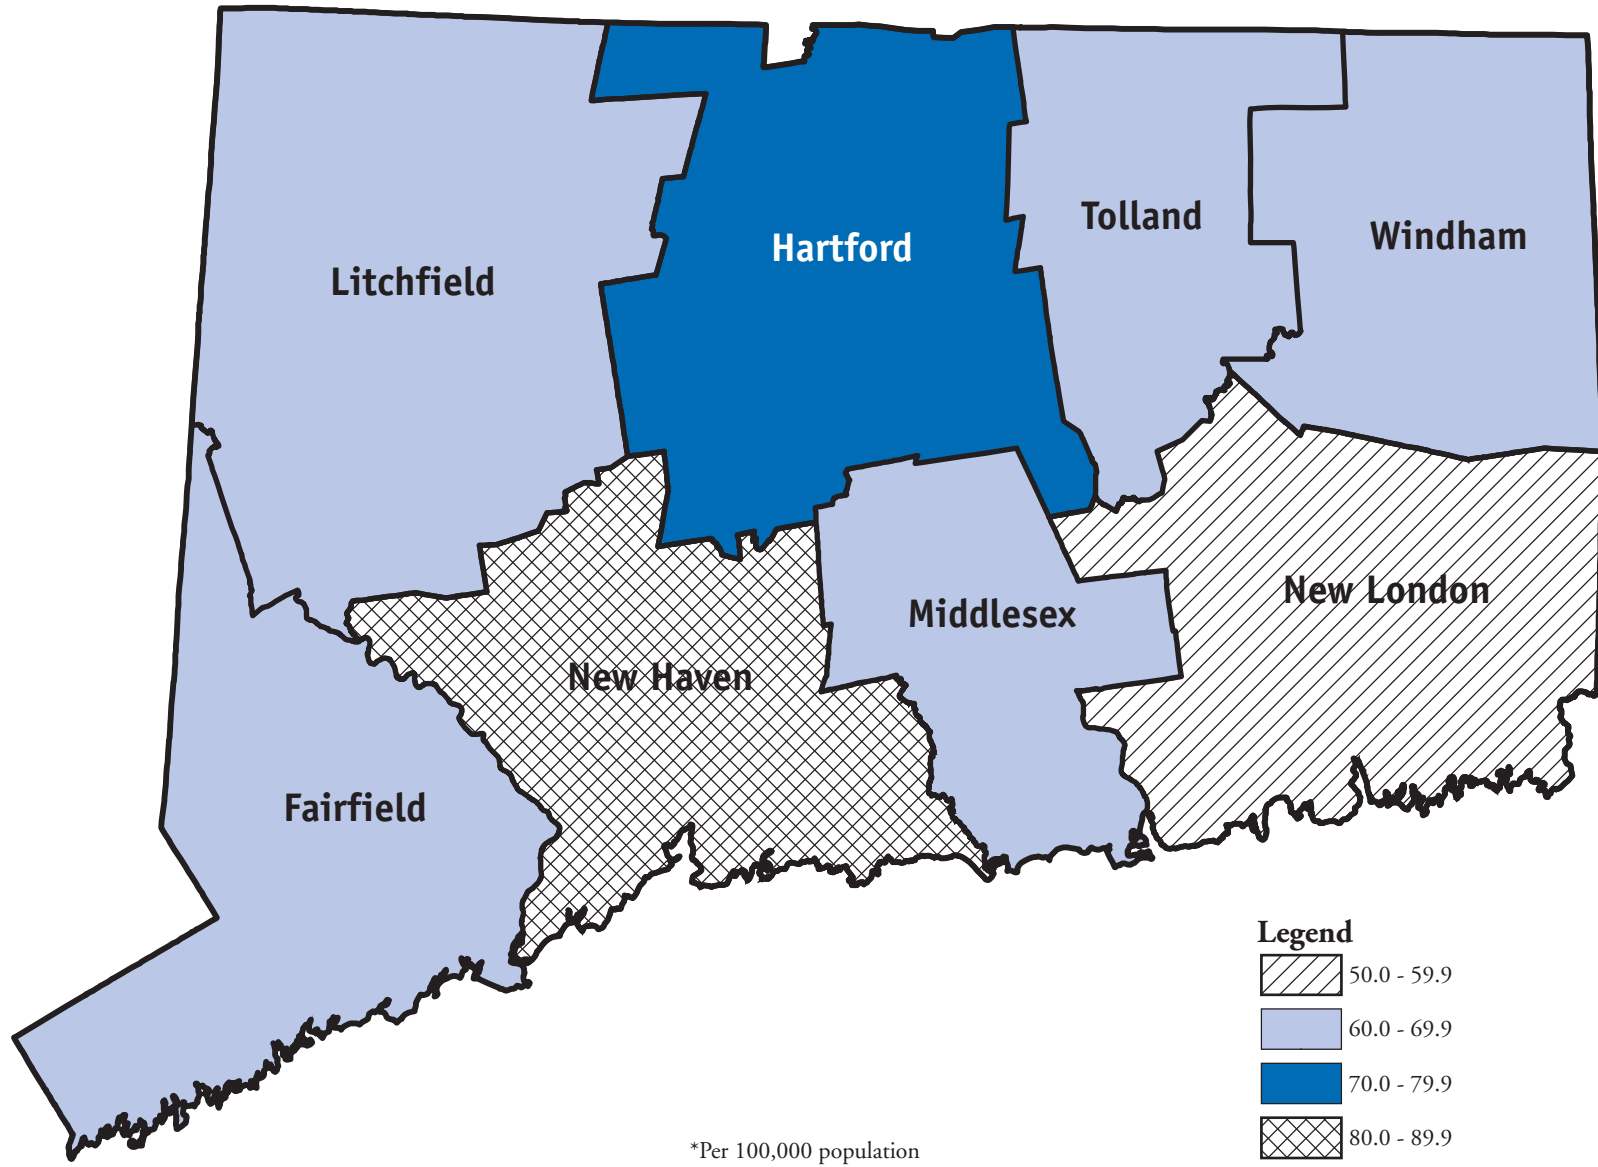 Tolland
Windham
Hartford
Litchfield
New London
Middlesex
New Haven
Fairfield
Legend
50.0 - 59.9
60.0 - 69.9
70.0 - 79.9
80.0 - 89.9
*Per 100,000 population